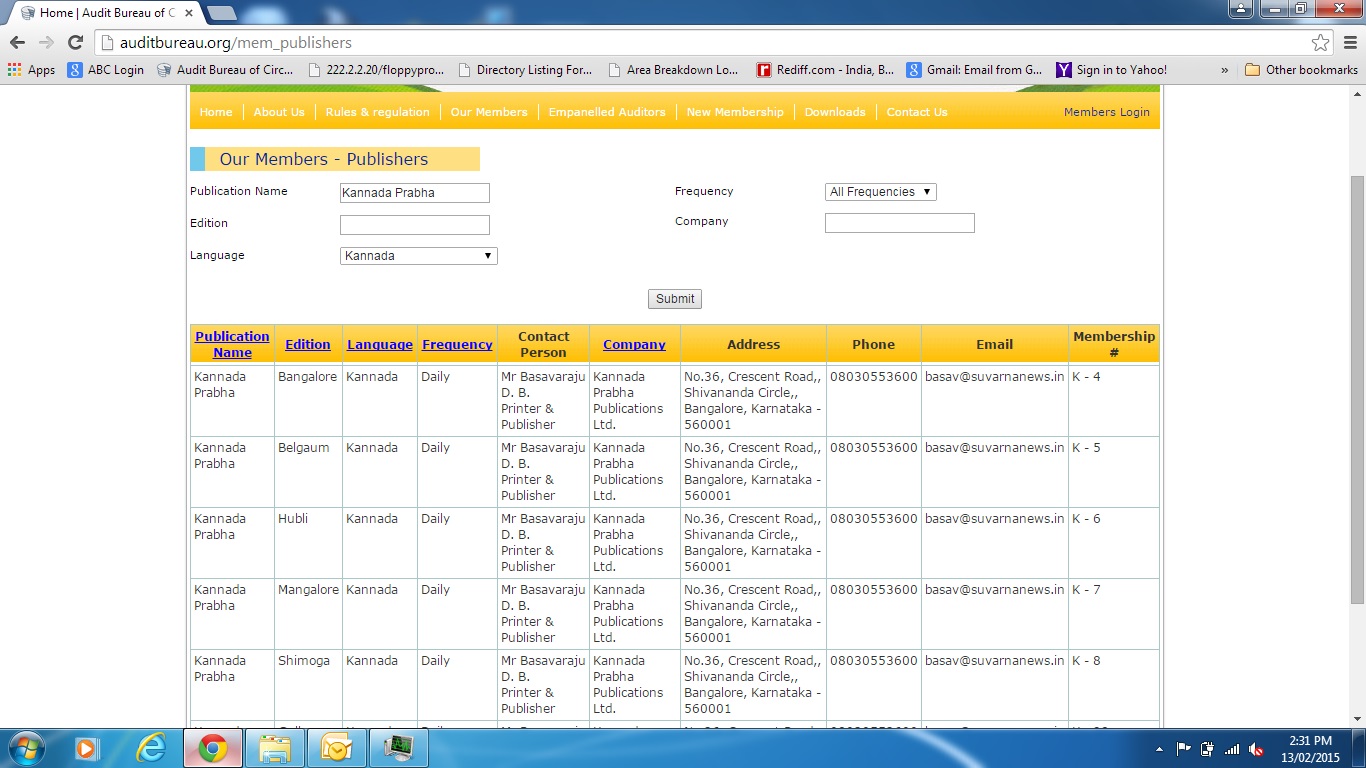 Home | Audit Bureau of C
auditbureau.org/mem_publishers
Apps ABC Login Audit Bureau of Circ... 222.2.2.20/floppypro... Directory Listing For... Area Breakdown Lo... Rediff.com - India, B... Gmail: Email from G... Sign in to Yahoo! » Other bookmarks
Home About Us Rules & regulation Our Members Empanelled Auditors New Membership Downloads Contact Us Members Login
Our Members - Publishers
Publication Name Kannada Prabha Frequency All Frequencies
Edition Company
Language Kannada
Submit
Publication Name Edition Language Frequency Contact Person Company Address Phone Email Membership #
Kannada Bangalore Kannada Daily Mr Basavaraju Kannada No.36, Crescent Road,, 08030553600 basav@suvarnanews.in K - 4
Prabha D. B. Prabha Shivananda Circle,,
Printer & Publications Bangalore, Karnataka -
Publisher Ltd. 560001
Kannada Belgaum Kannada Daily Mr Basavaraju Kannada No.36, Crescent Road,, 08030553600 basav@suvarnanews.in K - 5
Prabha D. B. Prabha Shivananda Circle,,
Printer & Publications Bangalore, Karnataka -
Publisher Ltd. 560001
Kannada Hubli Kannada Daily Mr Basavaraju Kannada No.36, Crescent Road,, 08030553600 basav@suvarnanews.in K - 6
Prabha D. B. Prabha Shivananda Circle,,
Printer & Publications Bangalore, Karnataka -
Publisher Ltd. 560001
Kannada Mangalore Kannada Daily Mr Basavaraju Kannada No.36, Crescent Road,, 08030553600 basav@suvarnanews.in K - 7
Prabha D. B. Prabha Shivananda Circle,,
Printer & Publications Bangalore, Karnataka -
Publisher Ltd. 560001
Kannada Shimoga Kannada Daily Mr Basavaraju Kannada No.36, Crescent Road,, 08030553600 basav@suvarnanews.in K - 8
Prabha D. B. Prabha Shivananda Circle,,
Printer & Publications Bangalore, Karnataka -
Publisher Ltd. 560001
2:31 PM
13/02/2015